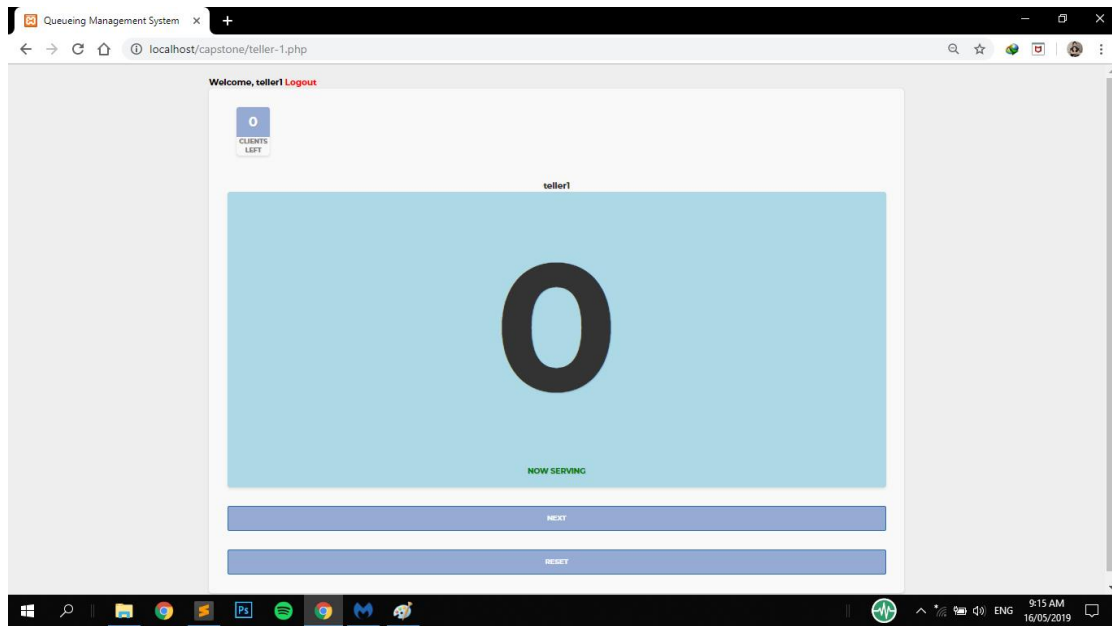 Queueing Management System
localhost/capstone/teller-1.php
Welcome, teller1 Logout
0
CLIENTS
LEFT
teller1
0
NOW SERVING
NEXT
RESET
Ps
ENG
9:15 AM
16/05/2019